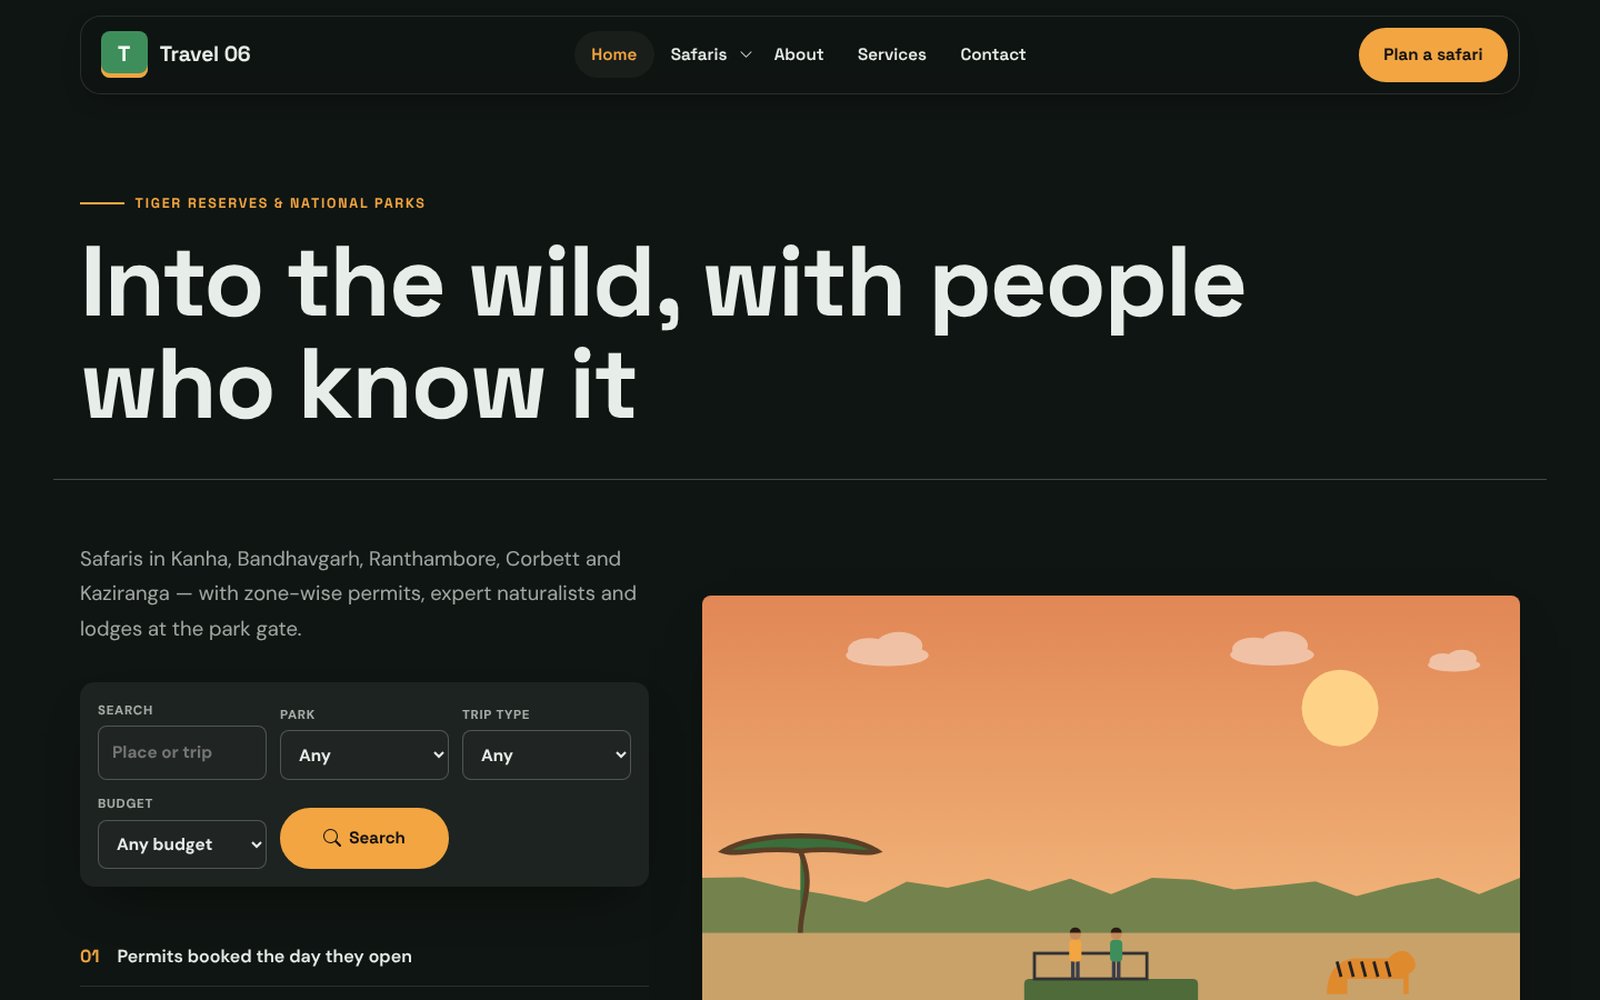 T Travel 06
Home Safaris About Services Contact
Plan a safari
TIGER RESERVES & NATIONAL PARKS
Into the wild, with people
who know it
Safaris in Kanha, Bandhavgarh, Ranthambore, Corbett and
Kaziranga — with zone-wise permits, expert naturalists and
lodges at the park gate.
SEARCH PARK TRIP TYPE
Place or trip Any Any
BUDGET
Any budget Search
01 Permits booked the day they open